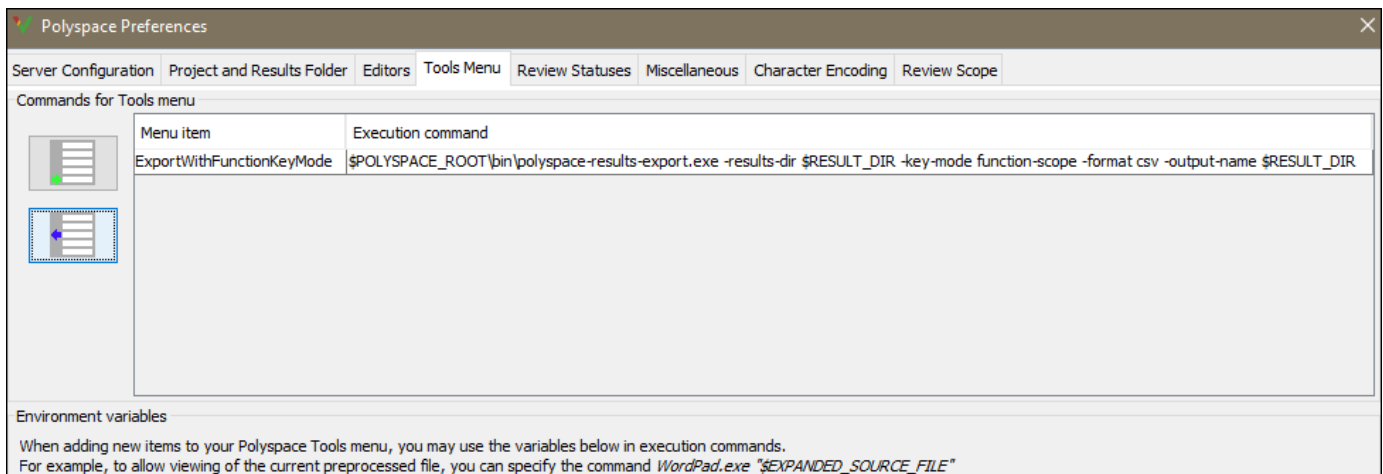 Polyspace Preferences
Server Configuration Project and Results Folder Editors Tools Menu Review Statuses Miscellaneous Character Encoding Review Scope
Commands for Tools menu
Menu item Execution command
ExportWithFunctionKeyMode $POLYSPACE_ROOT\bin\polyspace-results-export.exe -results-dir $RESULT_DIR -key-mode function-scope -format csv -output-name $RESULT_DIR
Environment variables
When adding new items to your Polyspace Tools menu, you may use the variables below in execution commands.
For example, to allow viewing of the current preprocessed file, you can specify the command WordPad.exe "$EXPANDED_SOURCE_FILE"